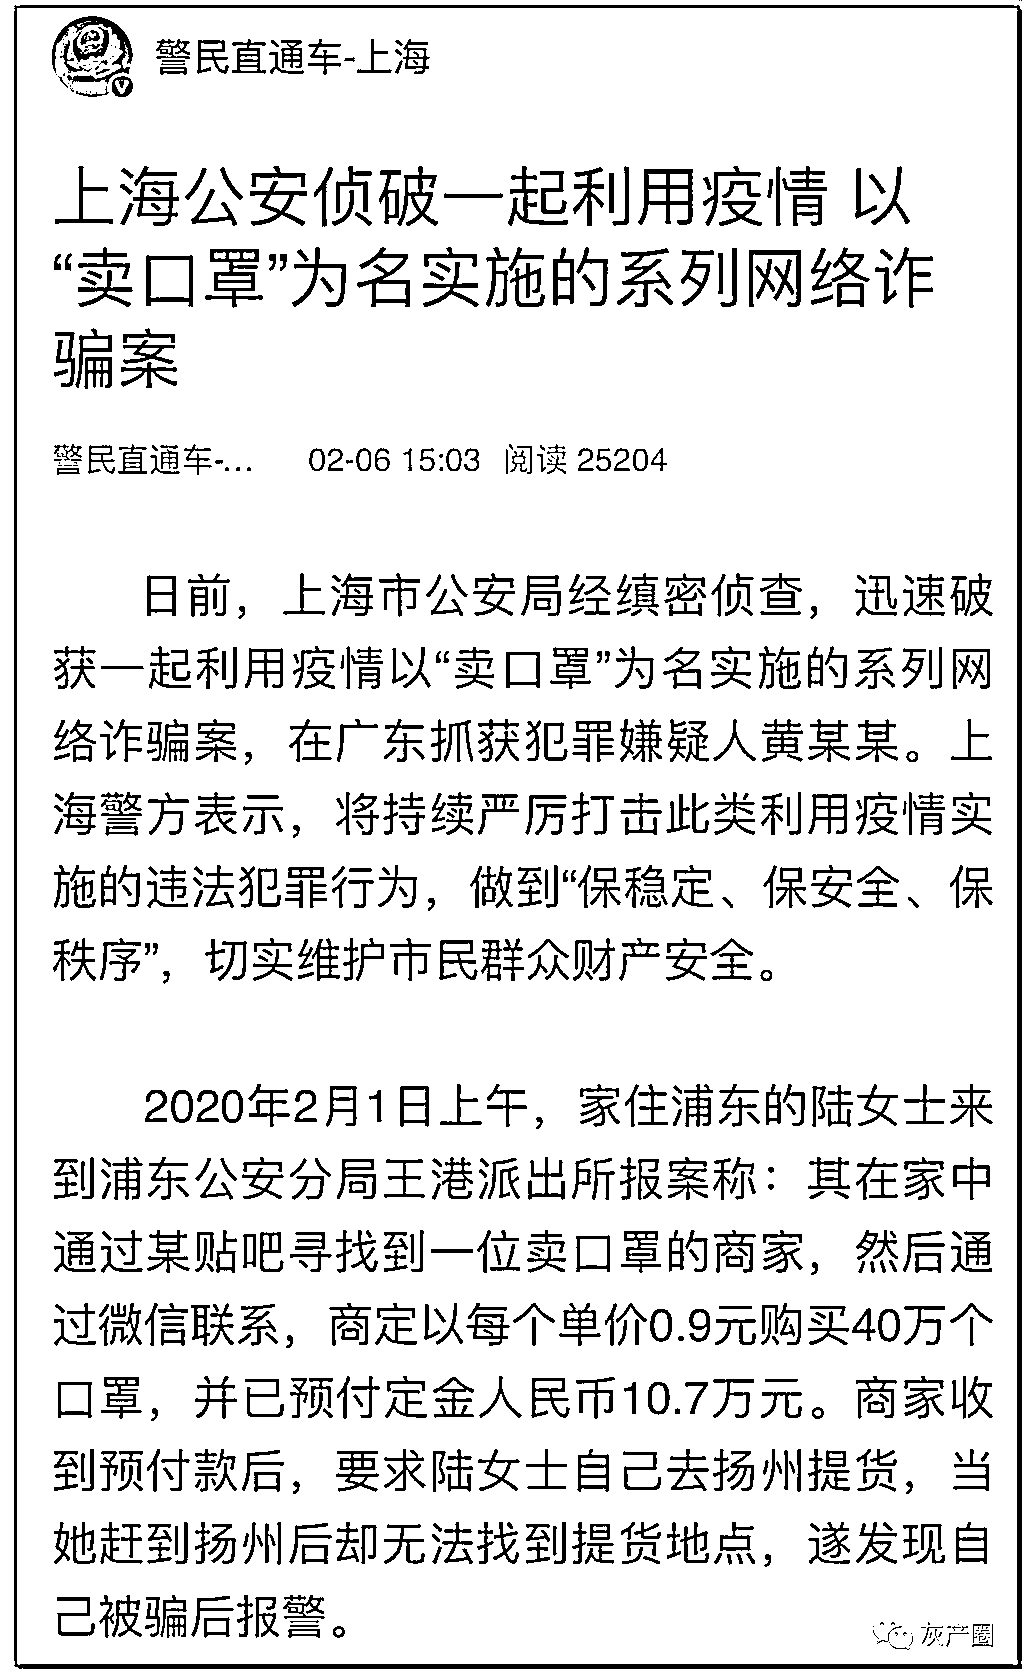 警民直通车-上海
上海公安侦破一起利用疫情 以
“卖口罩”为名实施的系列网络诈
骗案
警民直通车-... 02-06 15:03 阅读 25204
日前，上海市公安局经缜密侦查，迅速破
获一起利用疫情以“卖口罩”为名实施的系列网
络诈骗案，在广东抓获犯罪嫌疑人黄某某。上
海警方表示，将持续严厉打击此类利用疫情实
施的违法犯罪行为，做到“保稳定、保安全、保
秩序”，切实维护市民群众财产安全。
2020年2月1日上午，家住浦东的陆女士来
到浦东公安分局王港派出所报案称：其在家中
通过某贴吧寻找到一位卖口罩的商家，然后通
过微信联系，商定以每个单价0.9元购买40万个
口罩，并已预付定金人民币10.7万元。商家收
到预付款后，要求陆女士自己去扬州提货，当
她赶到扬州后却无法找到提货地点，遂发现自
己被骗后报警。
灰产圈